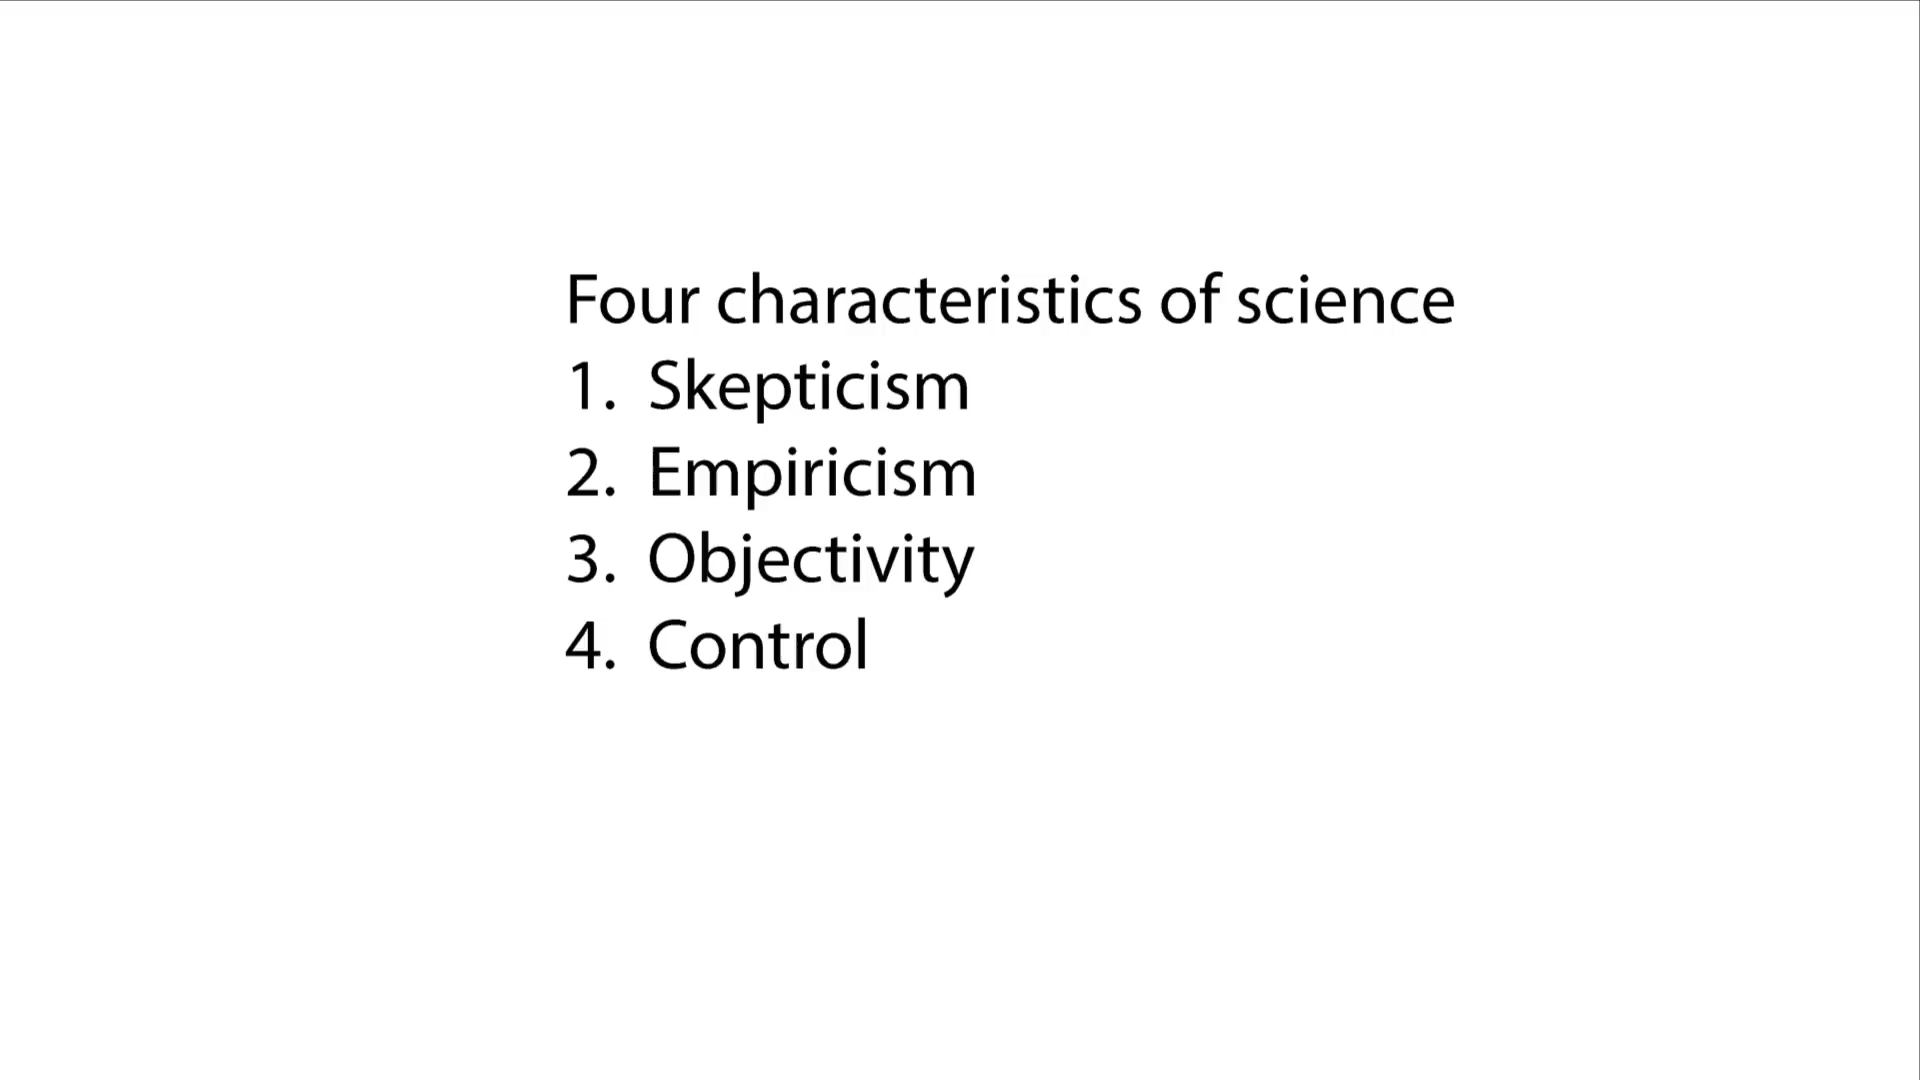 Four characteristics of science
1. Skepticism
2. Empiricism
3. Objectivity
4. Control